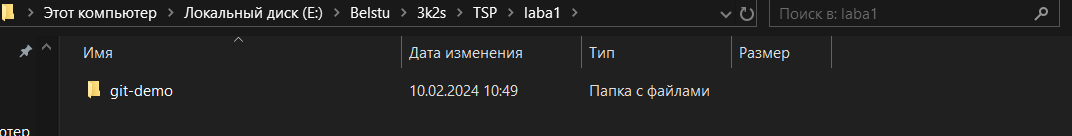 Этот компьютер > Локальный диск (E:) > Belstu > 3k2s > TSP > laba1 > Поиск в: laba1
Имя Дата изменения Тип Размер
git-demo 10.02.2024 10:49 Папка с файлами
ютер